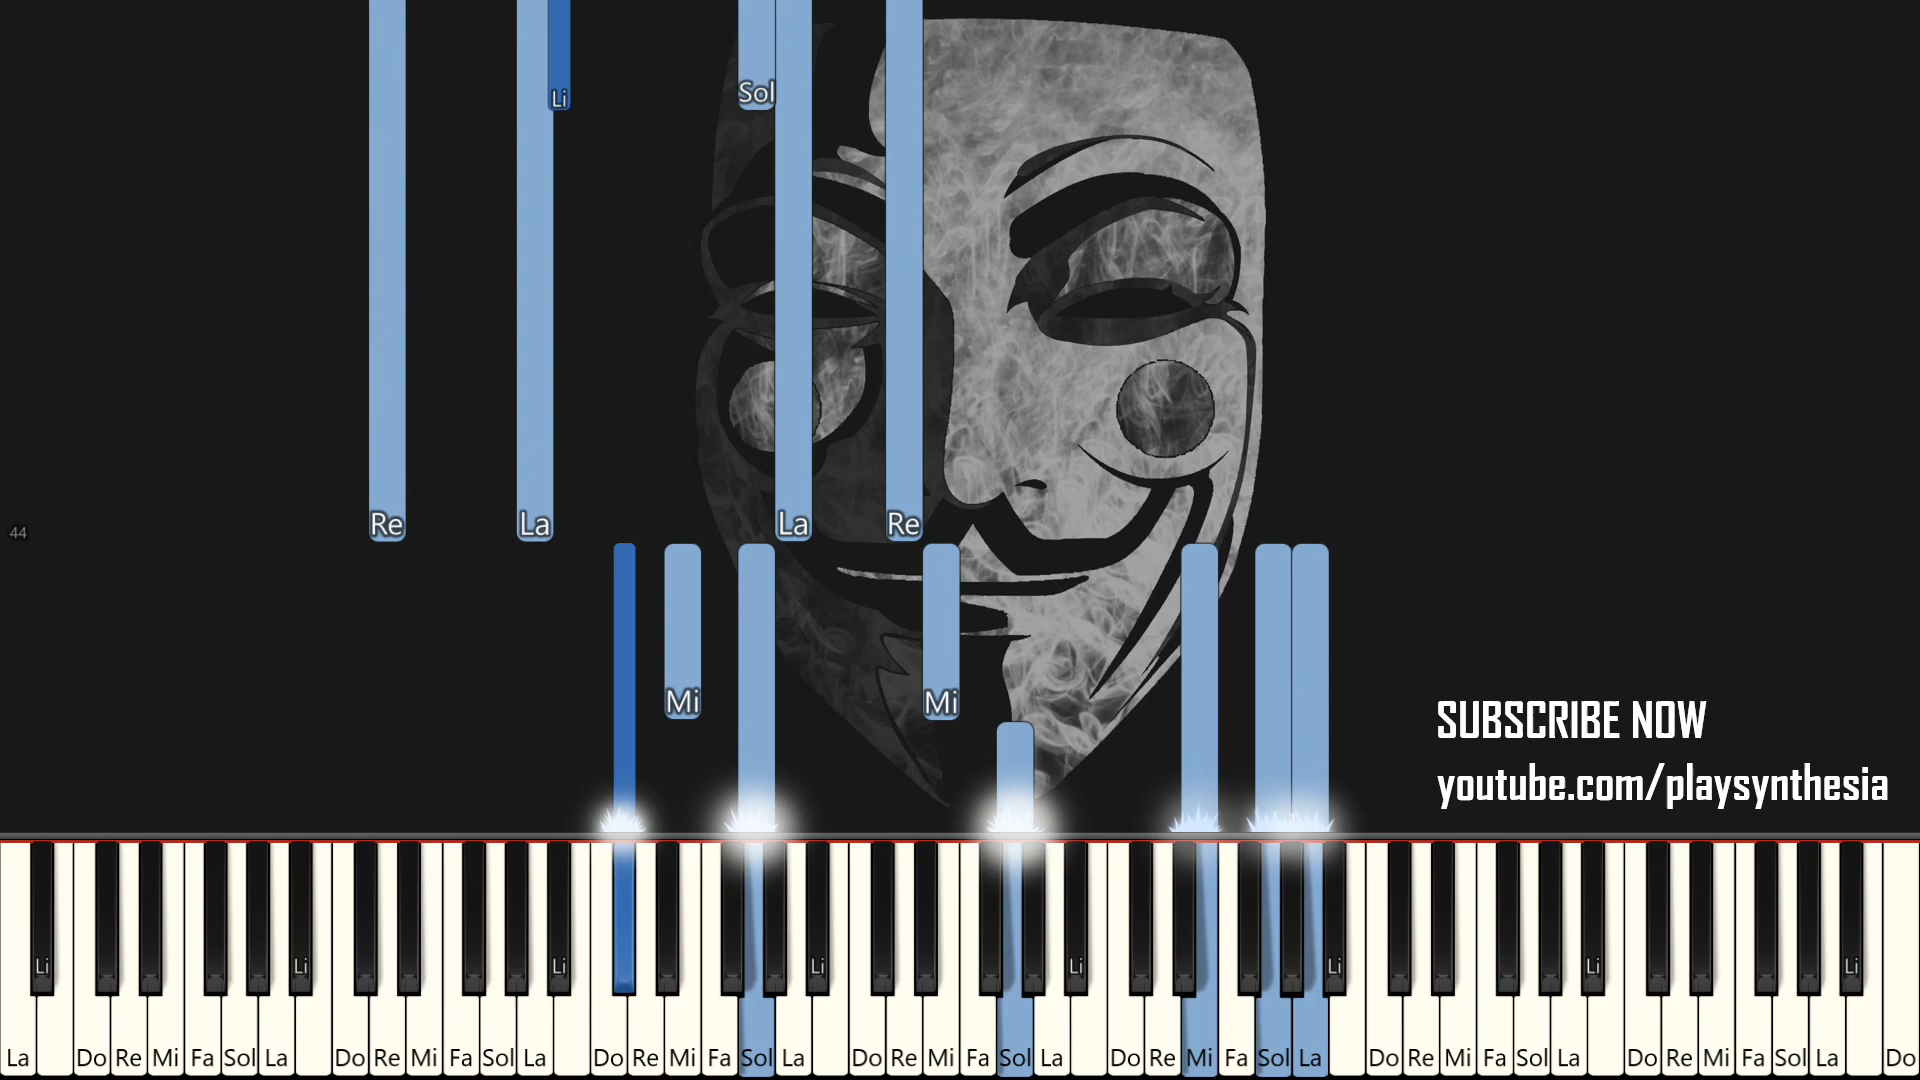 Li Sol
Re La La Re
44
Mi Mi
SUBSCRIBE NOW
youtube.com/playsynthesia
Li Li Li Li Li Li Li Li
La Do Re Mi Fa Sol La Do Re Mi Fa Sol La Do Re Mi Fa Sol La Do Re Mi Fa Sol La Do Re Mi Fa Sol La Do Re Mi Fa Sol La Do Re Mi Fa Sol La Do